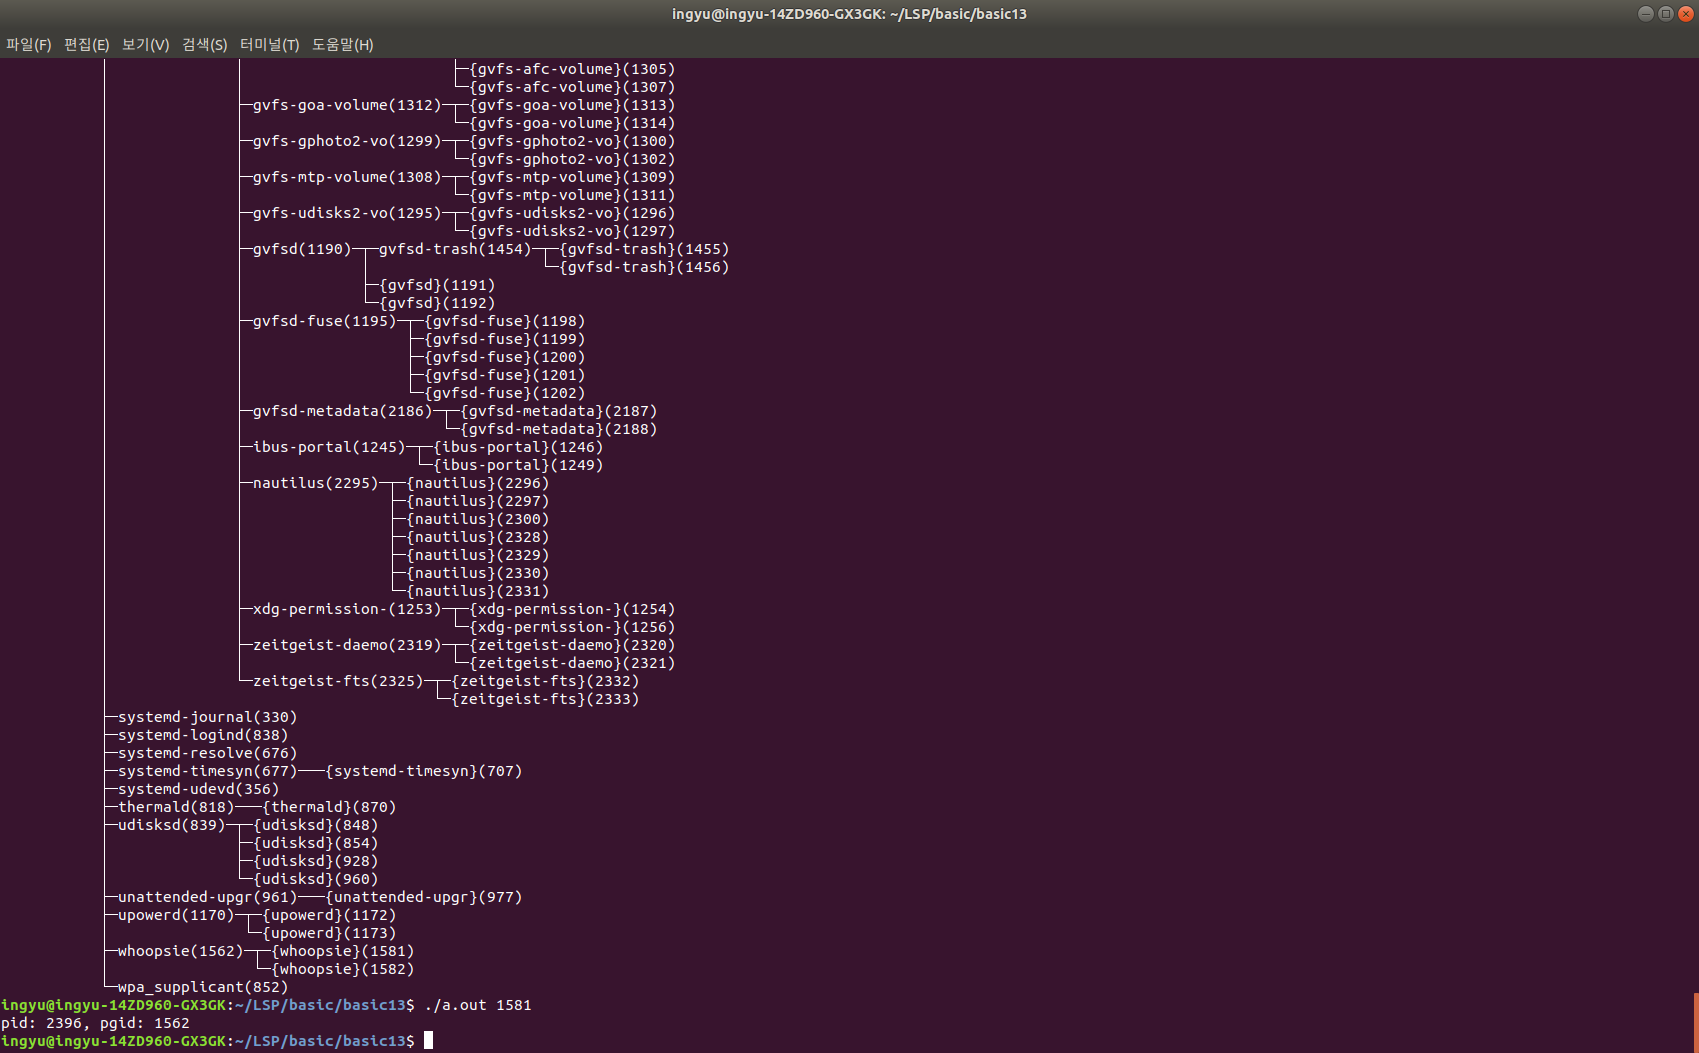 ingyu@ingyu-14ZD960-GX3GK: ~/LSP/basic/basic13
파일(F) 편집(E) 보기(V) 검색(S) 터미널(T) 도움말(H)
{gvfs-afc-volume}(1305)
{gvfs-afc-volume}(1307)
gvfs-goa-volume(1312) {gvfs-goa-volume}(1313)
{gvfs-goa-volume}(1314)
gvfs-gphoto2-vo(1299) {gvfs-gphoto2-vo}(1300)
{gvfs-gphoto2-vo}(1302)
gvfs-mtp-volume(1308) {gvfs-mtp-volume}(1309)
{gvfs-mtp-volume}(1311)
gvfs-udisks2-vo(1295) {gvfs-udisks2-vo}(1296)
{gvfs-udisks2-vo}(1297)
gvfsd(1190) gvfsd-trash(1454) {gvfsd-trash}(1455)
{gvfsd-trash}(1456)
{gvfsd}(1191)
{gvfsd}(1192)
gvfsd-fuse(1195) {gvfsd-fuse}(1198)
{gvfsd-fuse}(1199)
{gvfsd-fuse}(1200)
{gvfsd-fuse}(1201)
{gvfsd-fuse}(1202)
gvfsd-metadata(2186) {gvfsd-metadata}(2187)
{gvfsd-metadata}(2188)
ibus-portal(1245) {ibus-portal}(1246)
{ibus-portal}(1249)
nautilus(2295) {nautilus}(2296)
{nautilus}(2297)
{nautilus}(2300)
{nautilus}(2328)
{nautilus}(2329)
{nautilus}(2330)
{nautilus}(2331)
xdg-permission-(1253) {xdg-permission-}(1254)
{xdg-permission-}(1256)
zeitgeist-daemo(2319) {zeitgeist-daemo}(2320)
{zeitgeist-daemo}(2321)
zeitgeist-fts(2325) {zeitgeist-fts}(2332)
{zeitgeist-fts}(2333)
systemd-journal(330)
systemd-logind(838)
systemd-resolve(676)
systemd-timesyn(677) {systemd-timesyn}(707)
systemd-udevd(356)
thermald(818) {thermald}(870)
udisksd(839) {udisksd}(848)
{udisksd}(854)
{udisksd}(928)
{udisksd}(960)
unattended-upgr(961) {unattended-upgr}(977)
upowerd(1170) {upowerd}(1172)
{upowerd}(1173)
whoopsie(1562) {whoopsie}(1581)
{whoopsie}(1582)
wpa_supplicant(852)
ingyu@ingyu-14ZD960-GX3GK:~/LSP/basic/basic13$ ./a.out 1581
pid: 2396, pgid: 1562
ingyu@ingyu-14ZD960-GX3GK:~/LSP/basic/basic13$